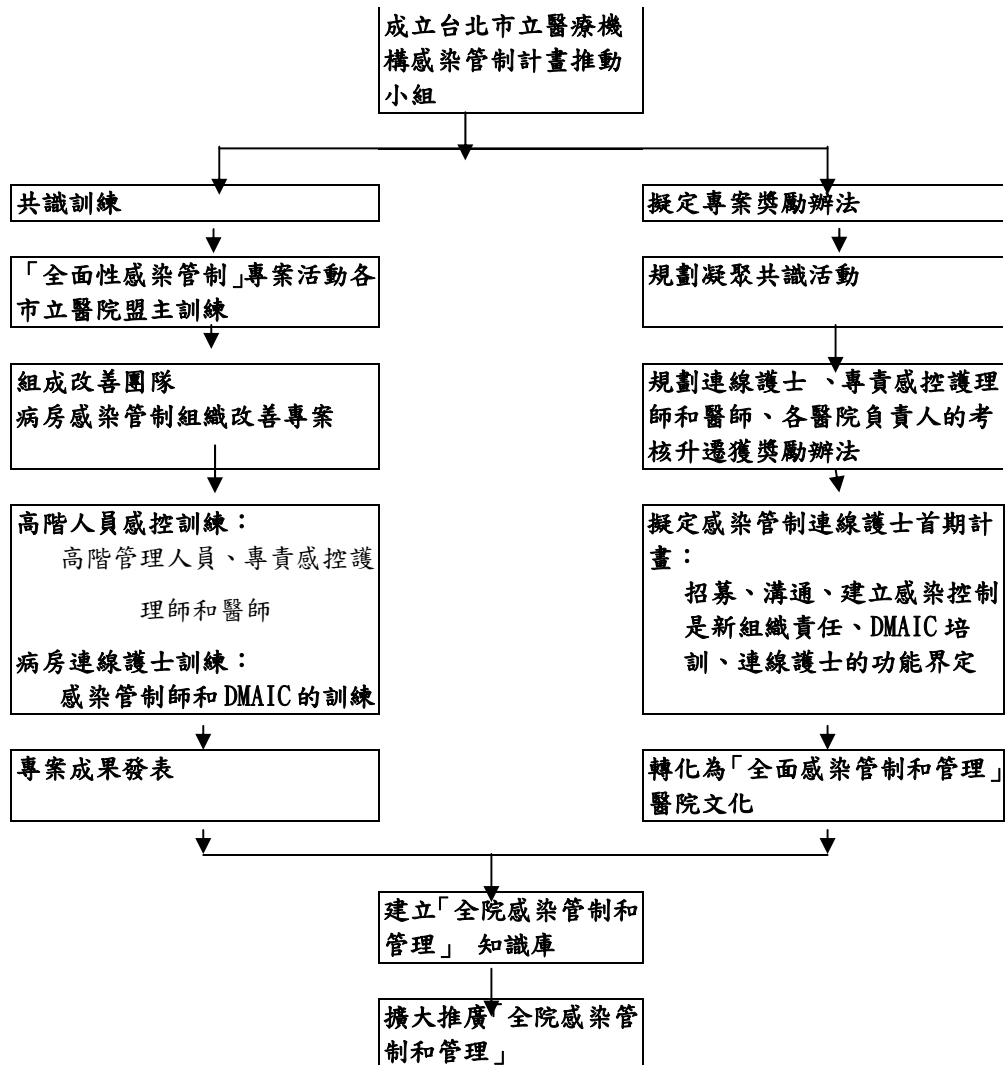 成立台北市立醫療機
構感染管制計畫推動
小組
共識訓練
「全面性感染管制」專案活動各
市立醫院盟主訓練
組成改善團隊
病房感染管制組織改善專案
高階人員感控訓練：
高階管理人員、專責感控護
理師和醫師
病房連線護士訓練：
感染管制師和 DMAIC 的訓練
專案成果發表
擬定專案獎勵辦法
規劃凝聚共識活動
規劃連線護士 、專責感控護理
師和醫師、各醫院負責人的考
核升遷獲獎勵辦法
擬定感染管制連線護士首期計
畫：
招募、溝通、建立感染控制
是新組織責任、DMAIC 培
訓、連線護士的功能界定
轉化為「全面感染管制和管理」
醫院文化
建立「全院感染管制和
管理」 知識庫
擴大推廣「全院感染管
制和管理」